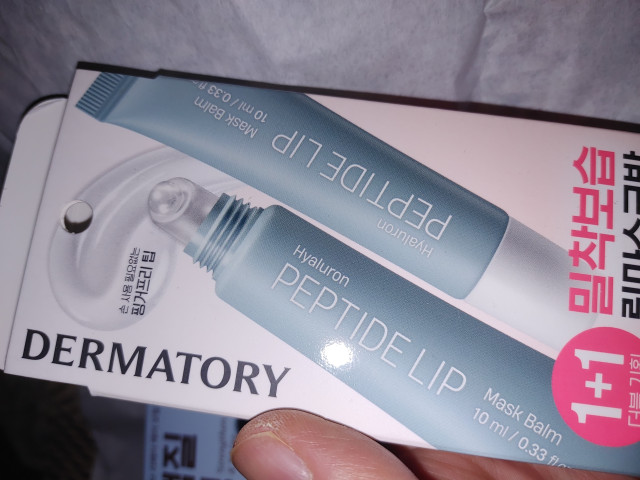 Mask Balm
10 ml / 0.33 fl
PEPTIDE LIP
Hyaluron
손 사용 필요없는
핑거프리 팁
Hyaluron
PEPTIDE LIP
Mask Balm
10 ml / 0.33 fl
DERMATORY
밀착보습
립마스크밤
1+1
더블 기획